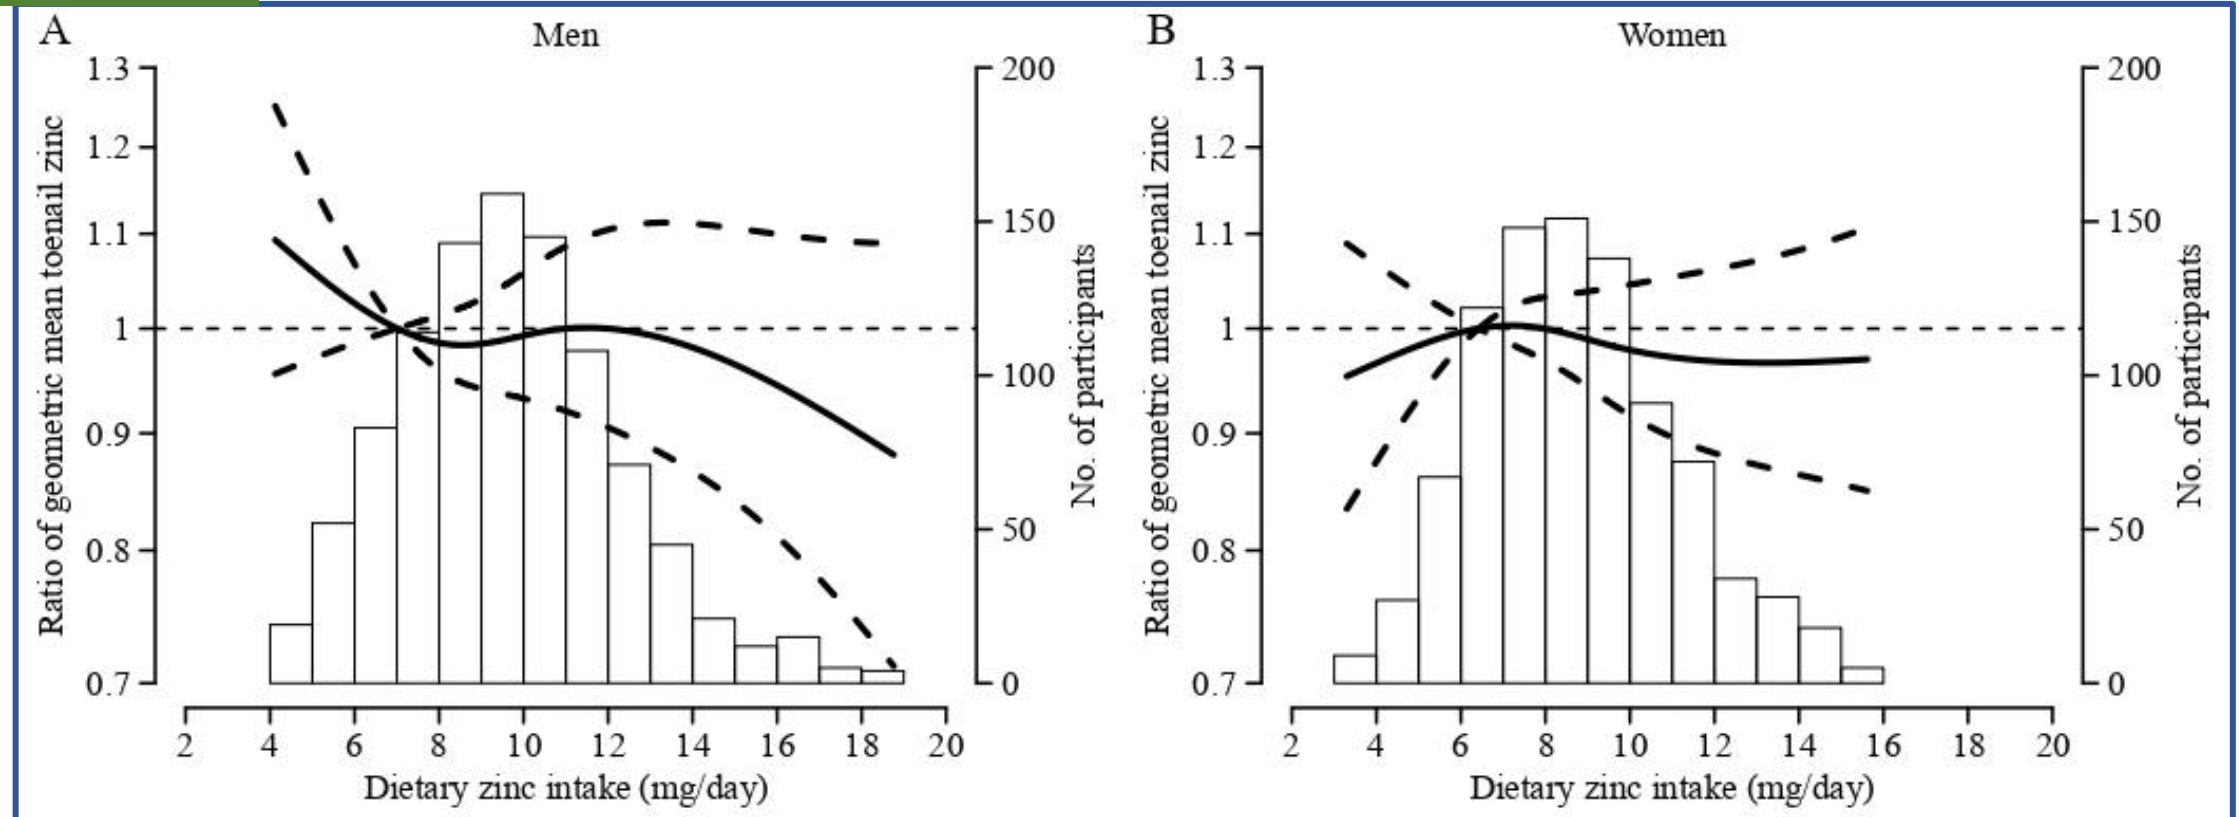 A
Men
Ratio of geometric mean toenail zinc
1.3
1.2
1.1
1
0.9
0.8
0.7
200
150
100
50
0
No. of participants
2 4 6 8 10 12 14 16 18 20
Dietary zinc intake (mg/day)
B
Women
Ratio of geometric mean toenail zinc
1.3
1.2
1.1
1
0.9
0.8
0.7
200
150
100
50
0
No. of participants
2 4 6 8 10 12 14 16 18 20
Dietary zinc intake (mg/day)